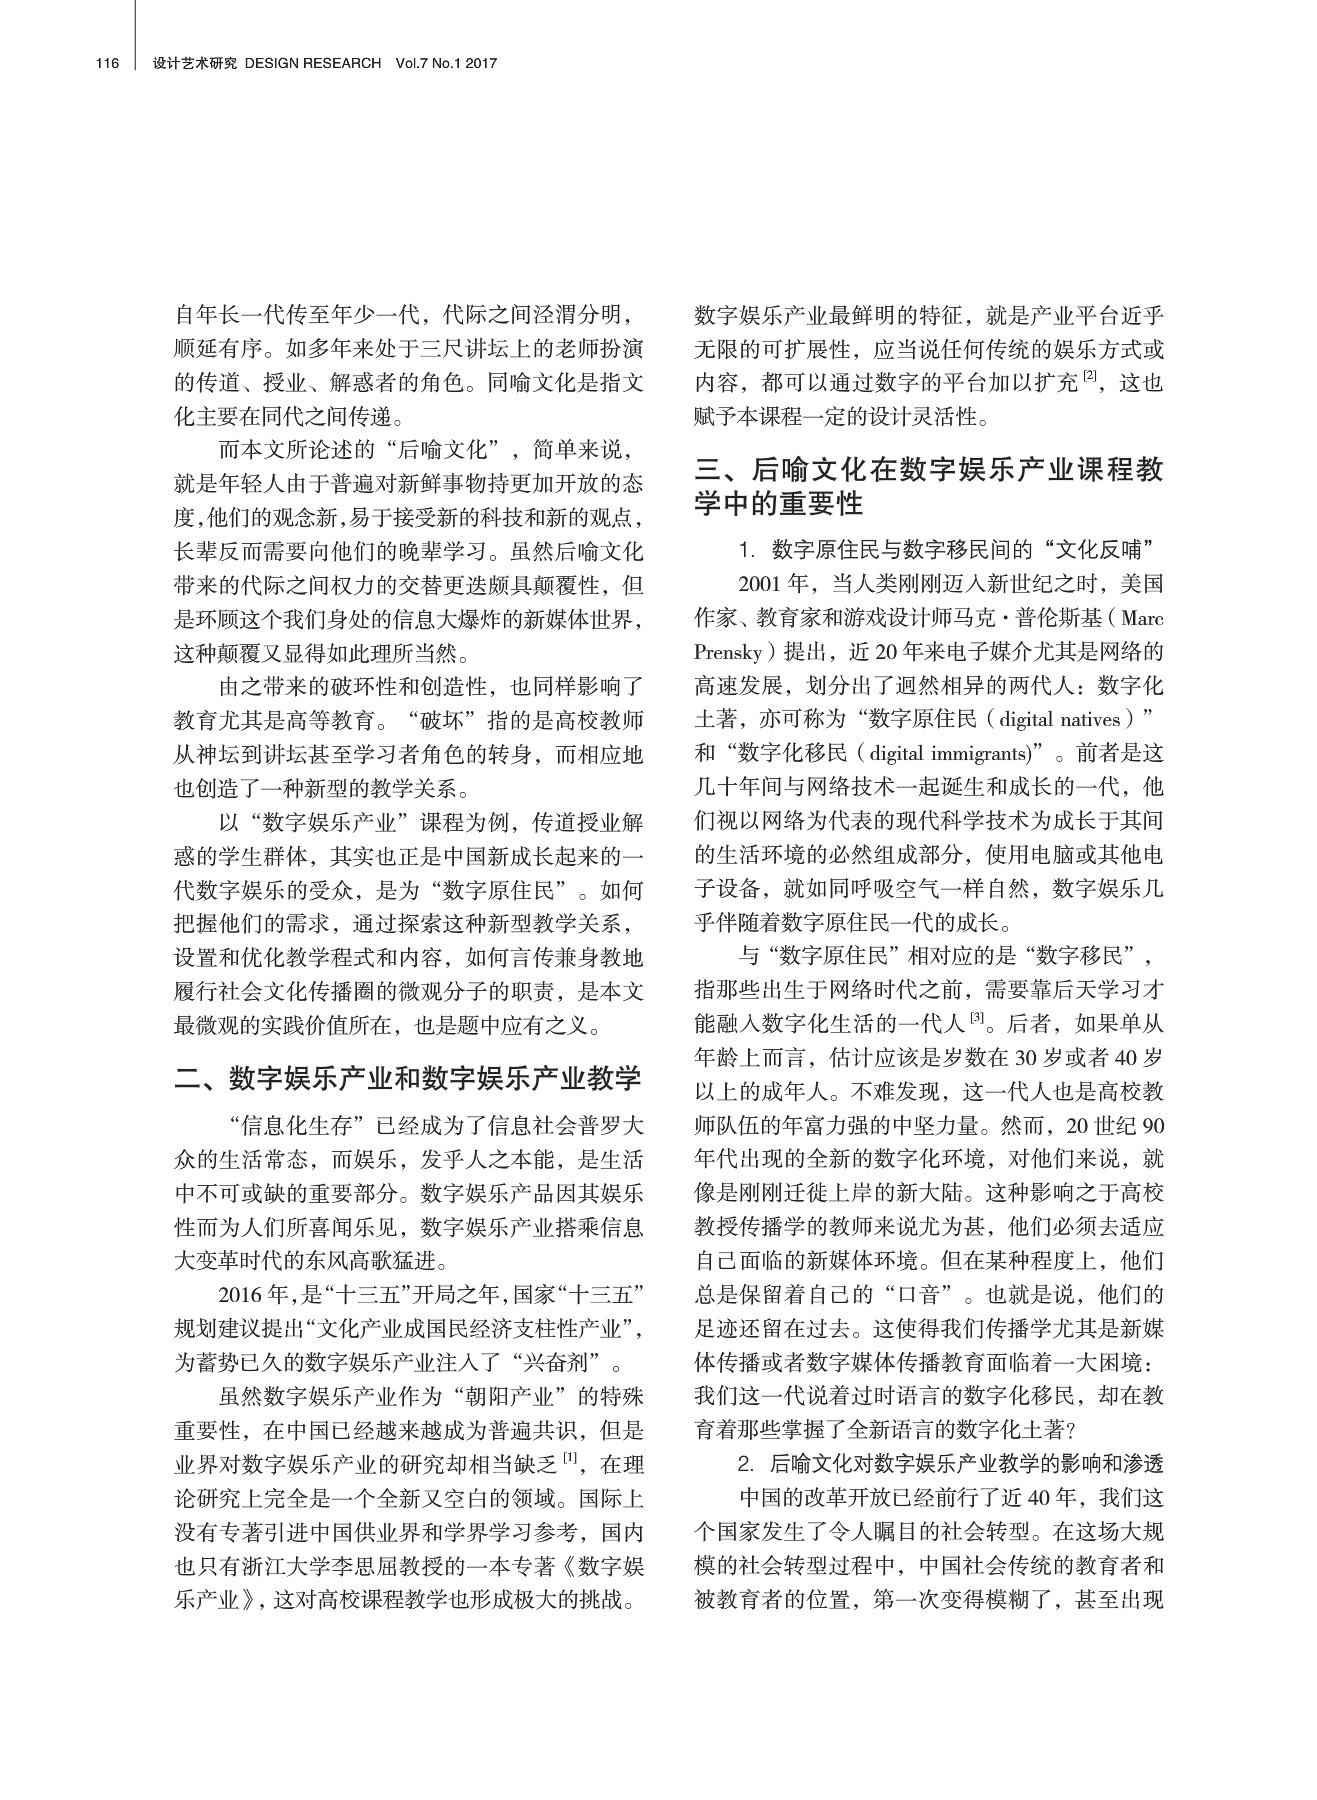 116 设计艺术研究 DESIGN RESEARCH Vol.7 No.1 2017
自年长一代传至年少一代，代际之间泾渭分明，
顺延有序。如多年来处于三尺讲坛上的老师扮演
的传道、授业、解惑者的角色。同喻文化是指文
化主要在同代之间传递。
而本文所论述的“后喻文化”，简单来说，
就是年轻人由于普遍对新鲜事物持更加开放的态
度，他们的观念新，易于接受新的科技和新的观点，
长辈反而需要向他们的晚辈学习。虽然后喻文化
带来的代际之间权力的交替更迭颇具颠覆性，但
是环顾这个我们身处的信息大爆炸的新媒体世界，
这种颠覆又显得如此理所当然。
由之带来的破环性和创造性，也同样影响了
教育尤其是高等教育。“破坏”指的是高校教师
从神坛到讲坛甚至学习者角色的转身，而相应地
也创造了一种新型的教学关系。
以“数字娱乐产业”课程为例，传道授业解
惑的学生群体，其实也正是中国新成长起来的一
代数字娱乐的受众，是为“数字原住民”。如何
把握他们的需求，通过探索这种新型教学关系，
设置和优化教学程式和内容，如何言传兼身教地
履行社会文化传播圈的微观分子的职责，是本文
最微观的实践价值所在，也是题中应有之义。
二、数字娱乐产业和数字娱乐产业教学
“信息化生存”已经成为了信息社会普罗大
众的生活常态，而娱乐，发乎人之本能，是生活
中不可或缺的重要部分。数字娱乐产品因其娱乐
性而为人们所喜闻乐见，数字娱乐产业搭乘信息
大变革时代的东风高歌猛进。
2016 年，是“十三五”开局之年，国家“十三五”
规划建议提出“文化产业成国民经济支柱性产业”，
为蓄势已久的数字娱乐产业注入了“兴奋剂”。
虽然数字娱乐产业作为“朝阳产业”的特殊
重要性，在中国已经越来越成为普遍共识，但是
业界对数字娱乐产业的研究却相当缺乏 [1]，在理
论研究上完全是一个全新又空白的领域。国际上
没有专著引进中国供业界和学界学习参考，国内
也只有浙江大学李思屈教授的一本专著《数字娱
乐产业》，这对高校课程教学也形成极大的挑战。
数字娱乐产业最鲜明的特征，就是产业平台近乎
无限的可扩展性，应当说任何传统的娱乐方式或
内容，都可以通过数字的平台加以扩充 [2]，这也
赋予本课程一定的设计灵活性。
三、后喻文化在数字娱乐产业课程教
学中的重要性
1. 数字原住民与数字移民间的“文化反哺”
2001 年，当人类刚刚迈入新世纪之时，美国
作家、教育家和游戏设计师马克·普伦斯基（Marc
Prensky）提出，近 20 年来电子媒介尤其是网络的
高速发展，划分出了迥然相异的两代人：数字化
土著，亦可称为“数字原住民（digital natives）”
和“数字化移民（digital immigrants)”。前者是这
几十年间与网络技术一起诞生和成长的一代，他
们视以网络为代表的现代科学技术为成长于其间
的生活环境的必然组成部分，使用电脑或其他电
子设备，就如同呼吸空气一样自然，数字娱乐几
乎伴随着数字原住民一代的成长。
与“数字原住民”相对应的是“数字移民”，
指那些出生于网络时代之前，需要靠后天学习才
能融入数字化生活的一代人 [3]。后者，如果单从
年龄上而言，估计应该是岁数在 30 岁或者 40 岁
以上的成年人。不难发现，这一代人也是高校教
师队伍的年富力强的中坚力量。然而，20 世纪 90
年代出现的全新的数字化环境，对他们来说，就
像是刚刚迁徙上岸的新大陆。这种影响之于高校
教授传播学的教师来说尤为甚，他们必须去适应
自己面临的新媒体环境。但在某种程度上，他们
总是保留着自己的“口音”。也就是说，他们的
足迹还留在过去。这使得我们传播学尤其是新媒
体传播或者数字媒体传播教育面临着一大困境：
我们这一代说着过时语言的数字化移民，却在教
育着那些掌握了全新语言的数字化土著？
2. 后喻文化对数字娱乐产业教学的影响和渗透
中国的改革开放已经前行了近 40 年，我们这
个国家发生了令人瞩目的社会转型。在这场大规
模的社会转型过程中，中国社会传统的教育者和
被教育者的位置，第一次变得模糊了，甚至出现